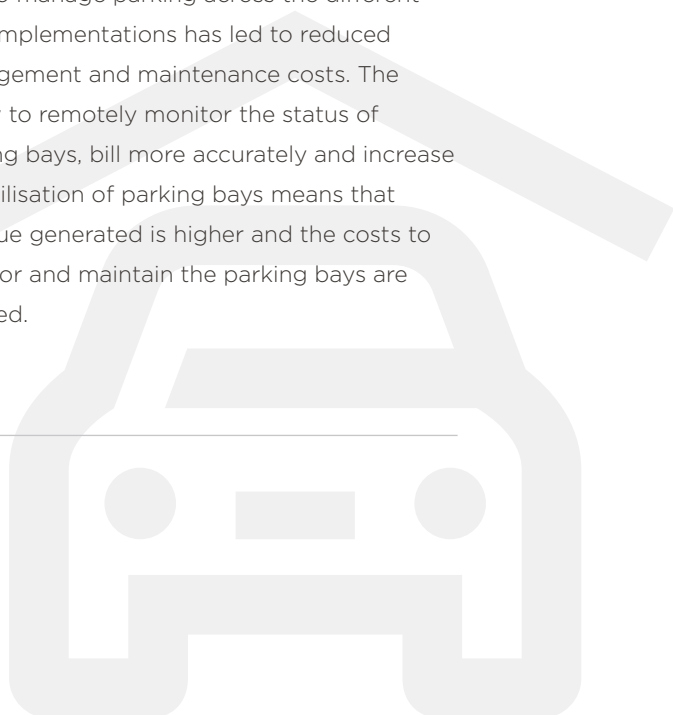 manage parking across the different
mplementations has led to reduced
gement and maintenance costs. The
to remotely monitor the status of
ng bays, bill more accurately and increase
ilisation of parking bays means that
ue generated is higher and the costs to
or and maintain the parking bays are
ed.